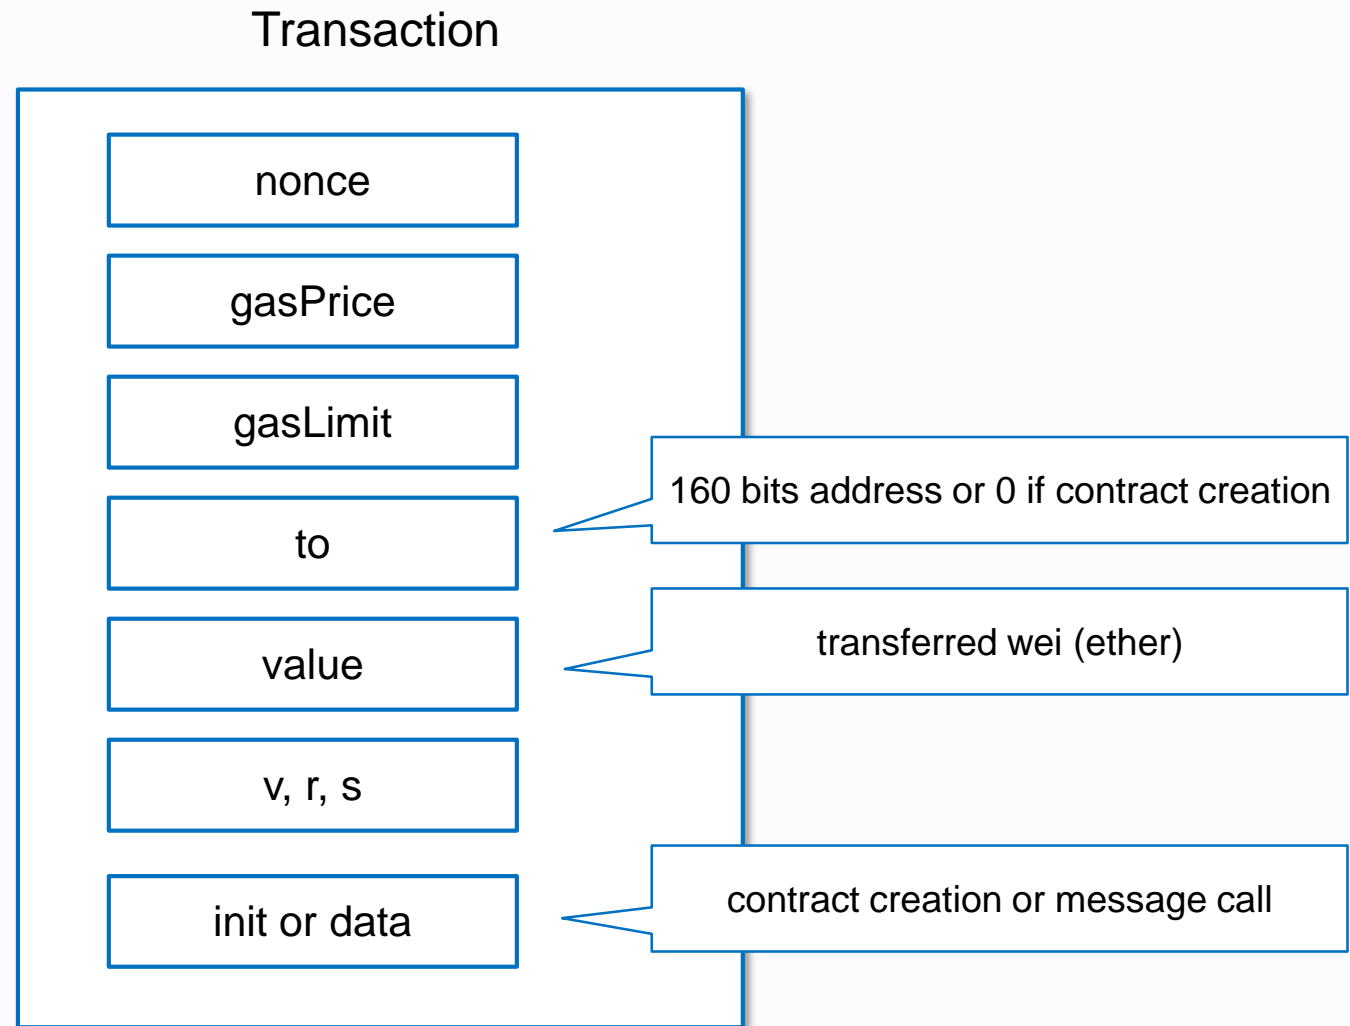 Transaction
nonce
gasPrice
gasLimit
160 bits address or 0 if contract creation
to
transferred wei (ether)
value
v, r, s
contract creation or message call
init or data